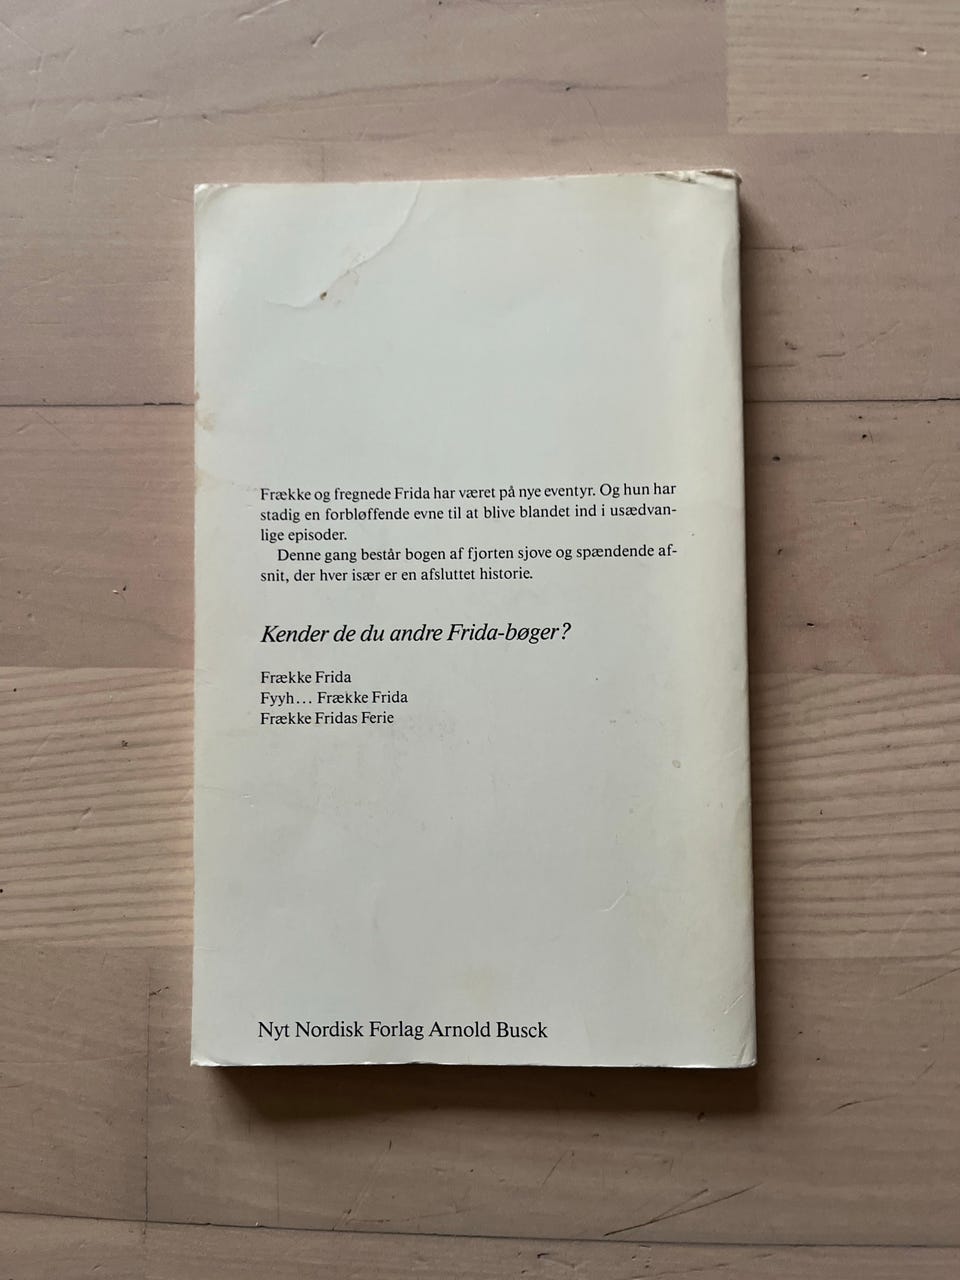 Frække og fregnede Frida har været på nye eventyr. Og hun har
stadig en forbløffende evne til at blive blandet ind i usædvan-
lige episoder.
Denne gang består bogen af fjorten sjove og spændende af-
snit, der hver især er en afsluttet historie.
Kender de du andre Frida-bøger?
Frække Frida
Fyyh... Frække Frida
Frække Fridas Ferie
Nyt Nordisk Forlag Arnold Busck